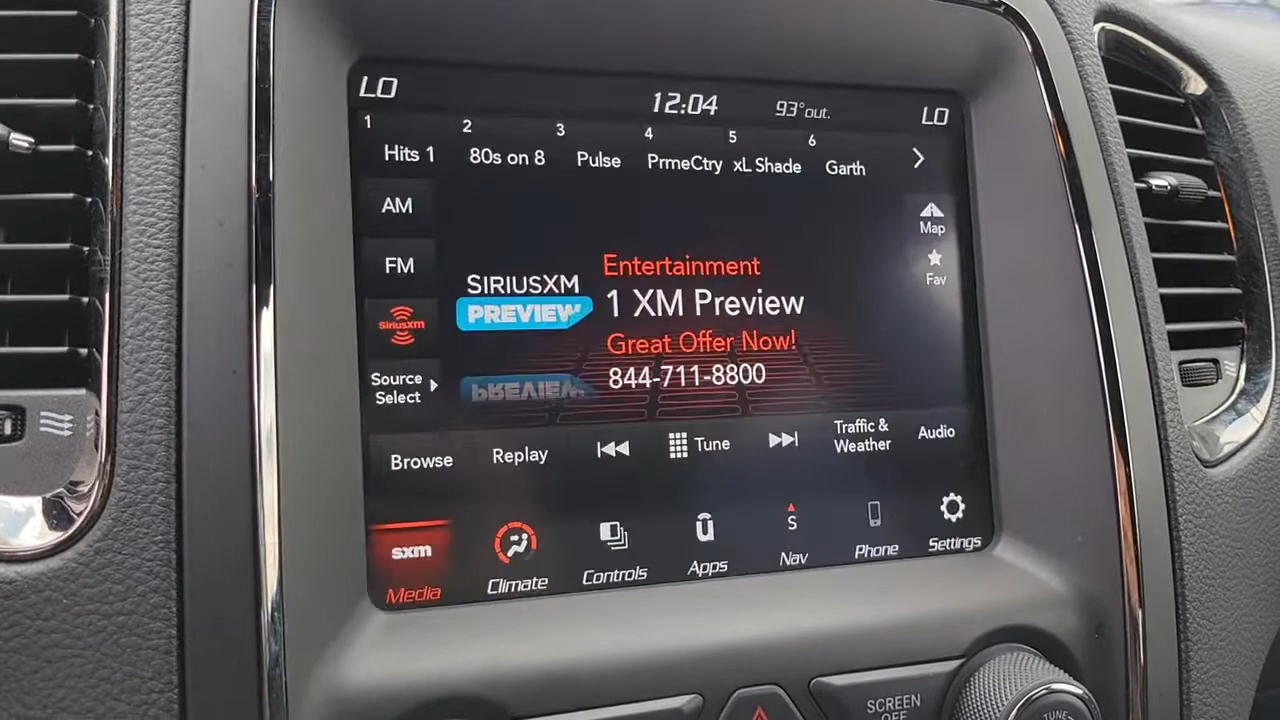 LO 12:04 93°out. LO
1 2 3 4 5 6
Hits 1 80s on 8 Pulse PrmeCtry xL Shade Garth
AM
Map
FM
Fav
SiriusXM
Source
Select
SIRIUSXM
PREVIEW
Entertainment
1 XM Preview
Great Offer Now!
844-711-8800
Browse Replay Tune Traffic & Weather Audio
sxm
Media
Climate
Controls
Apps
S
Nav
Phone
Settings
SCREEN
OFF
TUNE